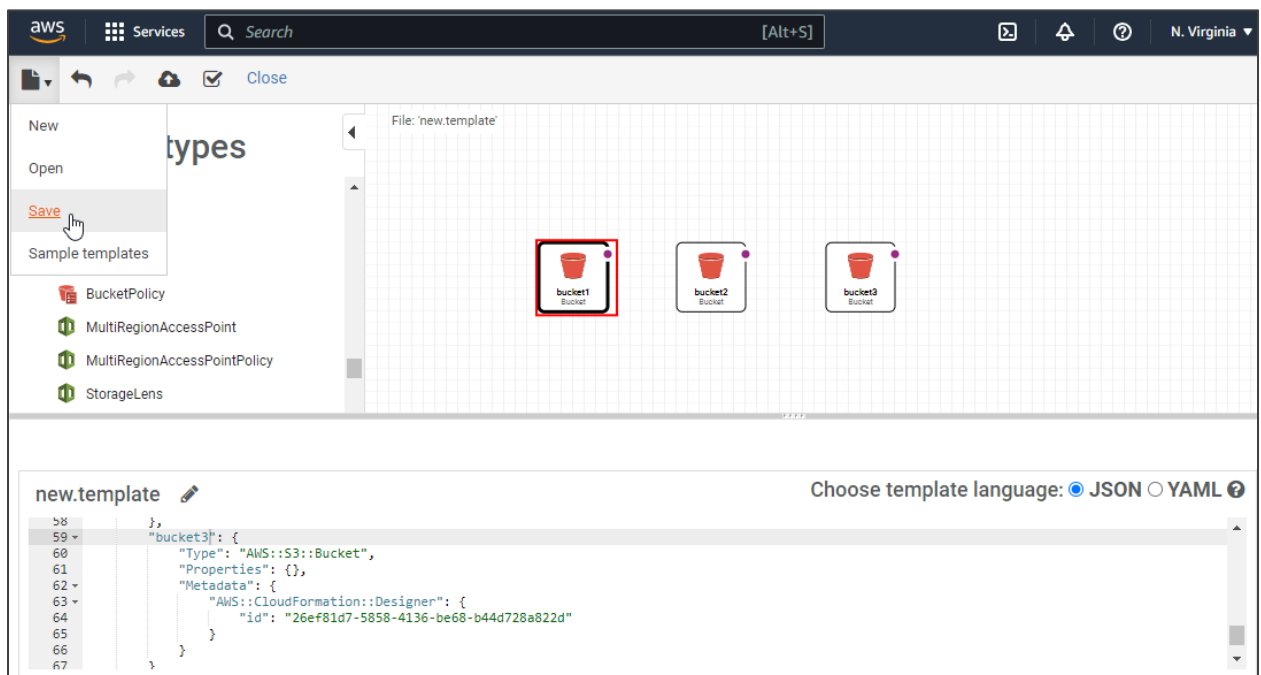 aws
Services
Search
[Alt+S]
N. Virginia
Close
New
Open
Save
Sample templates
types
BucketPolicy
MultiRegionAccessPoint
MultiRegionAccessPointPolicy
StorageLens
File: 'new.template'
bucket1
Bucket
bucket2
Bucket
bucket3
Bucket
new.template
Choose template language: JSON YAML
58 },
59 "bucket3": {
60 "Type": "AWS::S3::Bucket",
61 "Properties": {},
62 "Metadata": {
63 "AWS::CloudFormation::Designer": {
64 "id": "26ef81d7-5858-4136-be68-b44d728a822d"
65 }
66 }
67 }